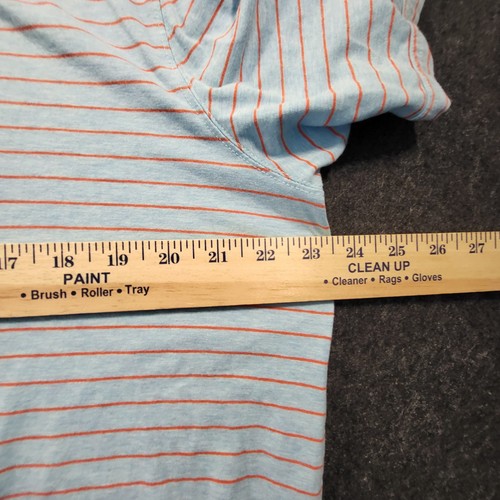 17 18 19 20 21 22 23 24 25 26 27
PAINT
• Brush • Roller • Tray
CLEAN UP
• Cleaner • Rags • Gloves